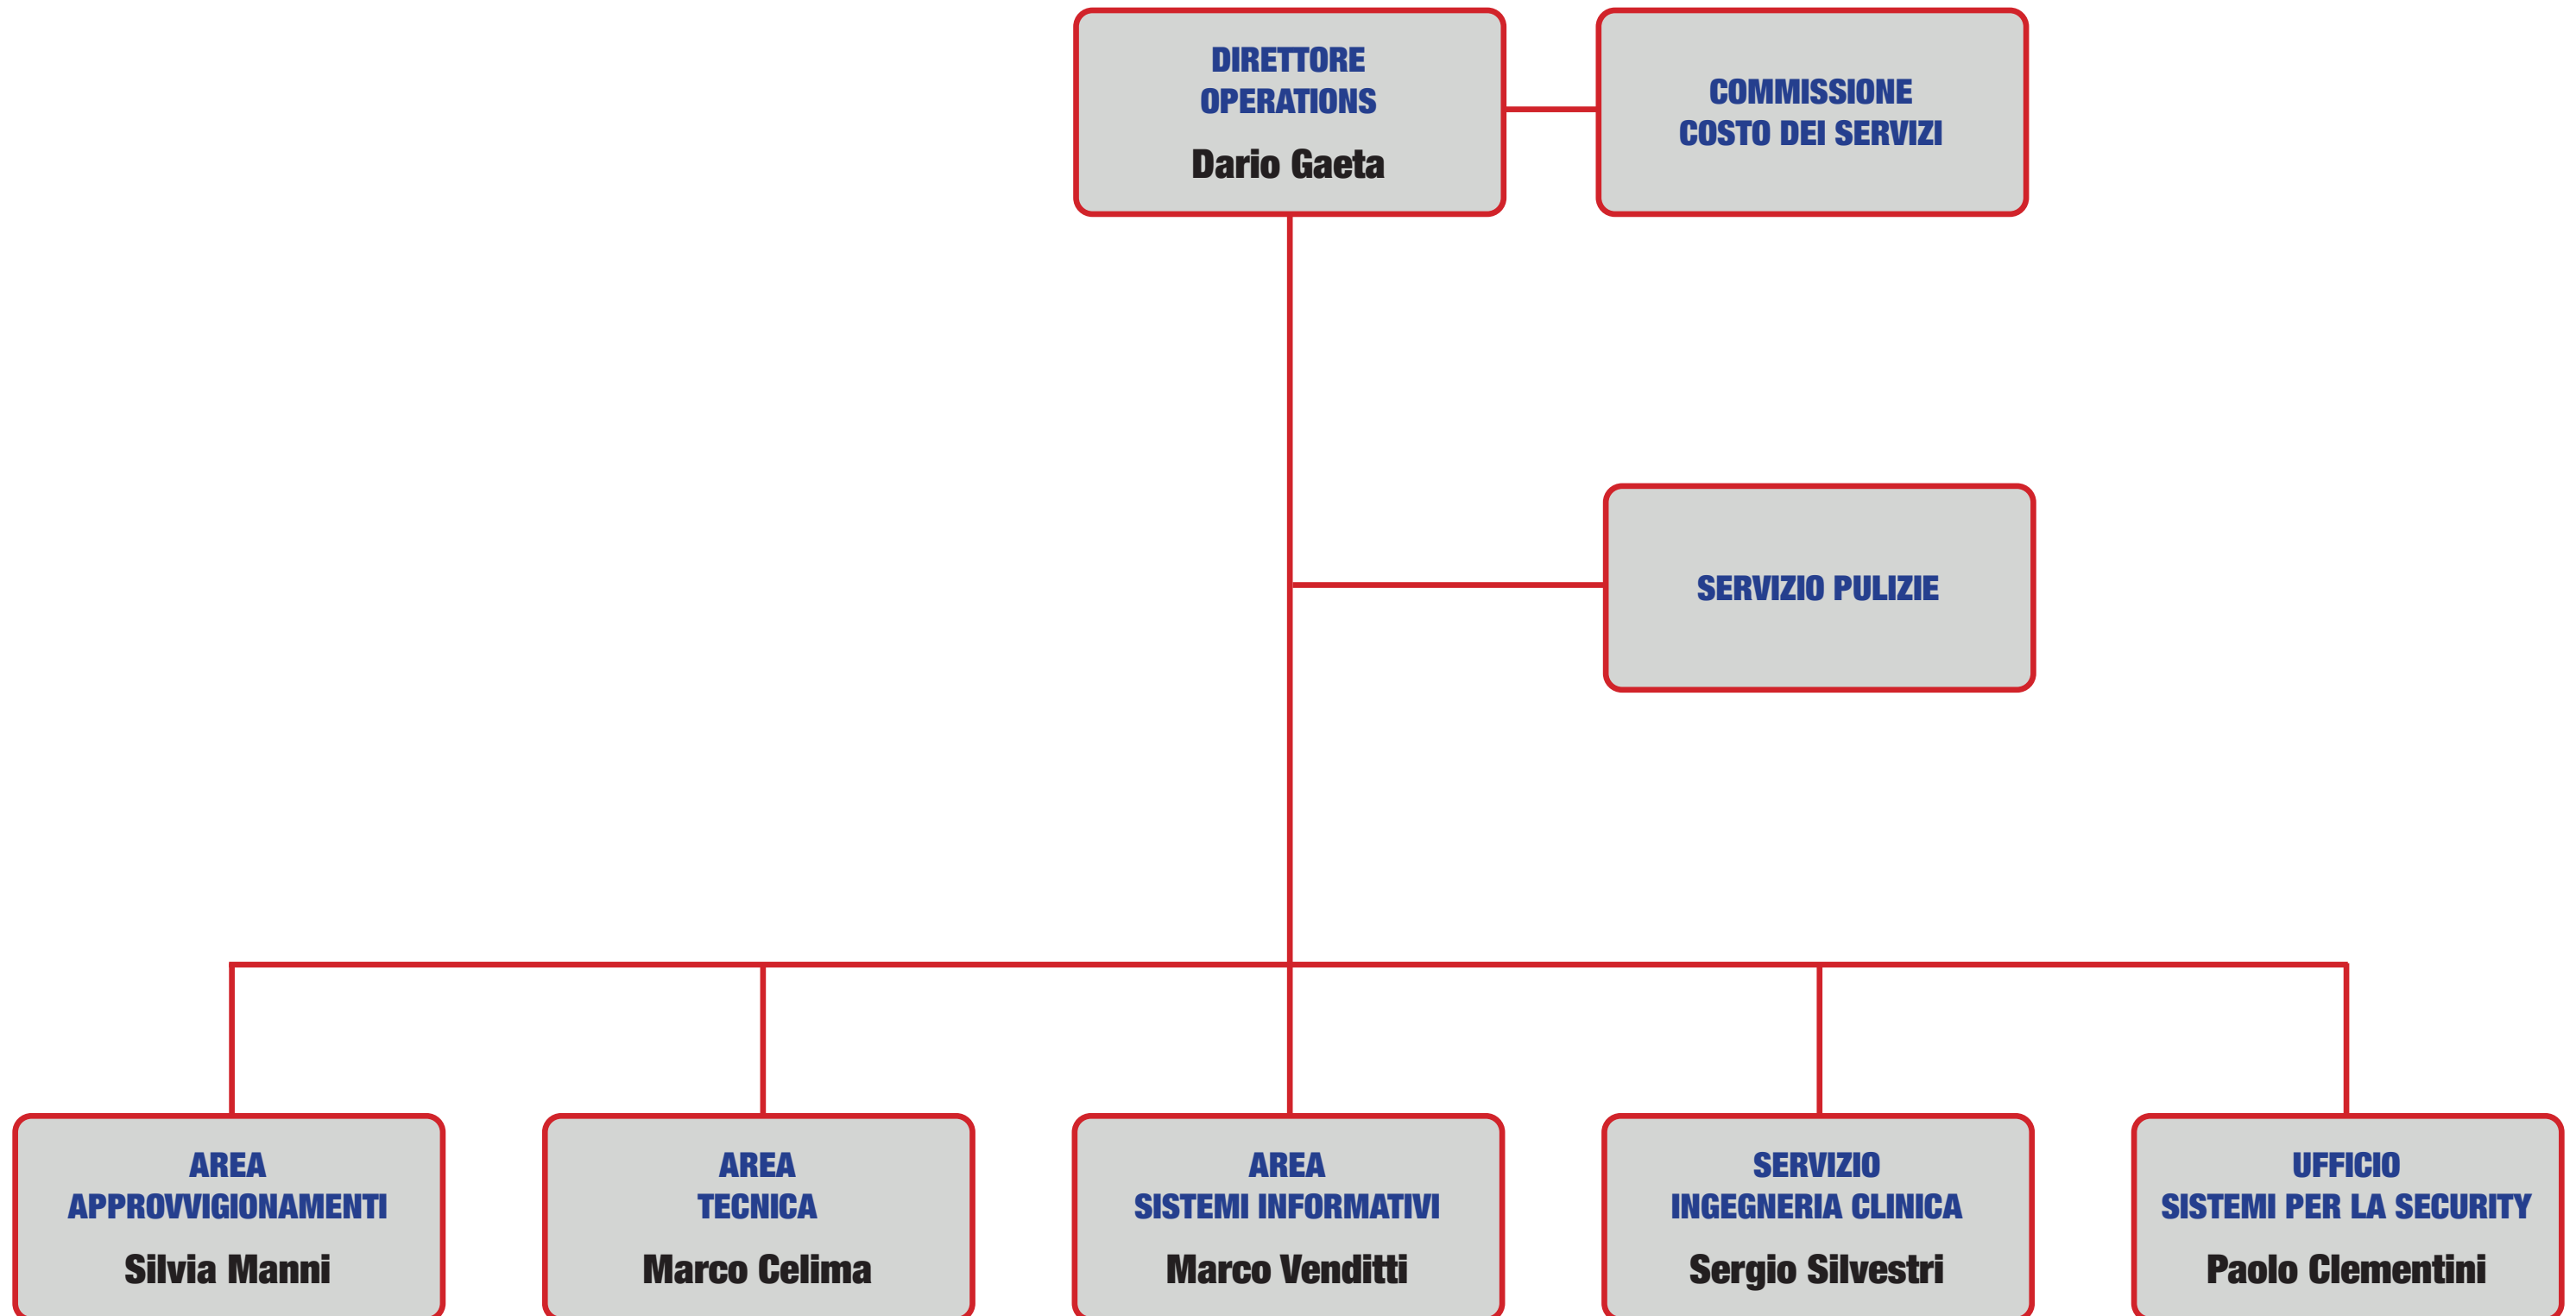 DIRETTORE
OPERATIONS
Dario Gaeta
COMMISSIONE
COSTO DEI SERVIZI
SERVIZIO PULIZIE
AREA
APPROVVIGIONAMENTI
Silvia Manni
AREA
TECNICA
Marco Celima
AREA
SISTEMI INFORMATIVI
Marco Venditti
SERVIZIO
INGEGNERIA CLINICA
Sergio Silvestri
UFFICIO
SISTEMI PER LA SECURITY
Paolo Clementini